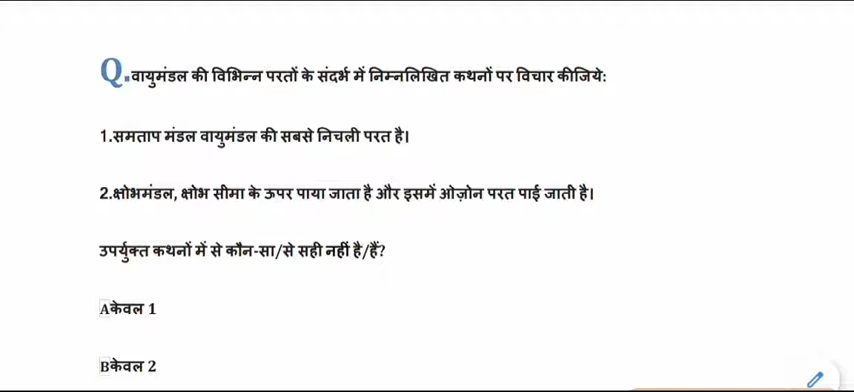 Q.वायुमंडल की विभिन्न परतों के संदर्भ में निम्नलिखित कथनों पर विचार कीजिये:
1.समताप मंडल वायुमंडल की सबसे निचली परत है।
2.क्षोभमंडल, क्षोभ सीमा के ऊपर पाया जाता है और इसमें ओज़ोन परत पाई जाती है।
उपर्युक्त कथनों में से कौन-सा/से सही नहीं है/हैं?
Aकेवल 1
Bकेवल 2